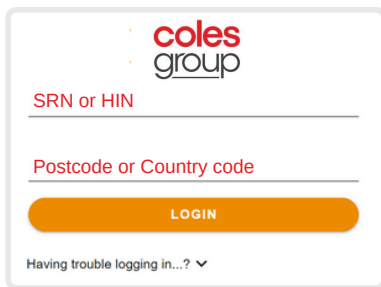 coles
group
SRN or HIN
Postcode or Country code
LOGIN
Having trouble logging in...?